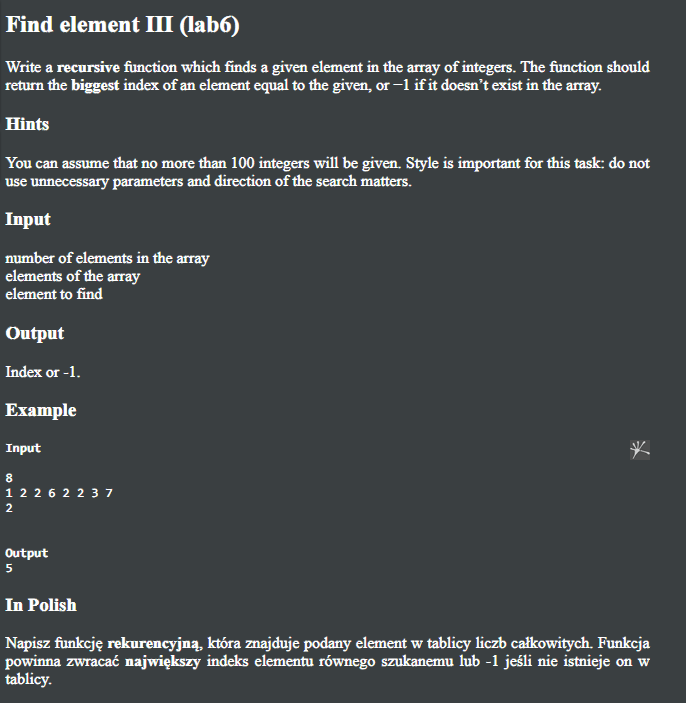 Find element III (lab6)
Write a recursive function which finds a given element in the array of integers. The function should
return the biggest index of an element equal to the given, or −1 if it doesn’t exist in the array.
Hints
You can assume that no more than 100 integers will be given. Style is important for this task: do not
use unnecessary parameters and direction of the search matters.
Input
number of elements in the array
elements of the array
element to find
Output
Index or -1.
Example
Input
8
1 2 2 6 2 2 3 7
2
Output
5
In Polish
Napisz funkcję rekurencyjną, która znajduje podany element w tablicy liczb całkowitych. Funkcja
powinna zwracać największy indeks elementu równego szukanemu lub -1 jeśli nie istnieje on w
tablicy.